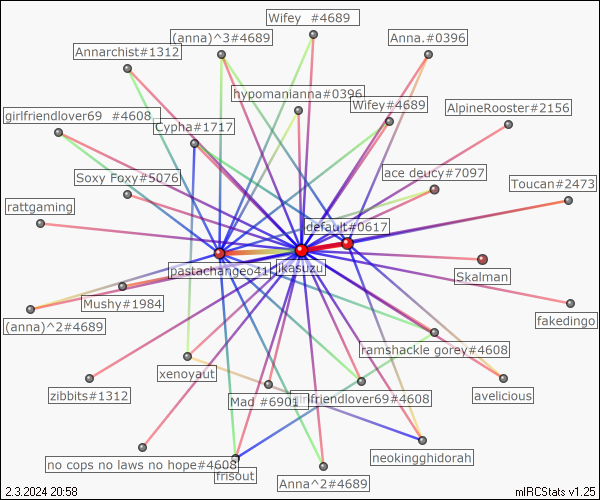 Wifey  #4689
(anna)^3#4689
Anna.#0396
Annarchist#1312
hypomanianna#0396
Wifey#4689
AlpineRooster#2156
girlfriendlover69  #4608
Cypha#1717
Soxy Foxy#5076
ace deucy#7097
Toucan#2473
rattgaming
default#0617
pastachangeo41
jkasuzu
Skalman
Mushy#1984
(anna)^2#4689
fakedingo
ramshackle gorey#4608
xenoyaut
zibbits#1312
Mad #6901
girlfriendlover69#4608
avelicious
no cops no laws no hope#4608
neokingghidorah
frisout
Anna^2#4689
2.3.2024 20:58
mIRCStats v1.25